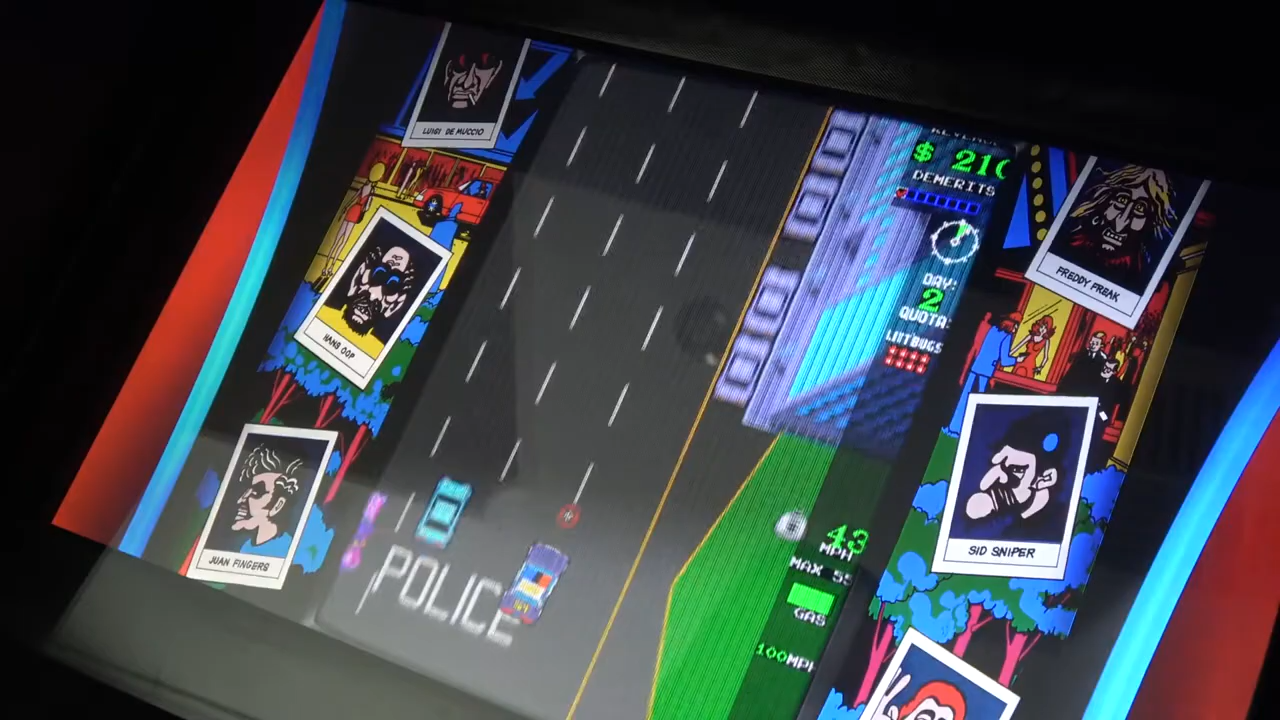 LUIGI DE MUCCIO
HANS OOP
JUAN FINGERS
POLICE
$ 210
DEMERITS
DAY:
2
QUOTA:
LITTBUGS
43
MPH
MAX 55
GAS
100MPH
FREDDY FREAK
SID SNIPER